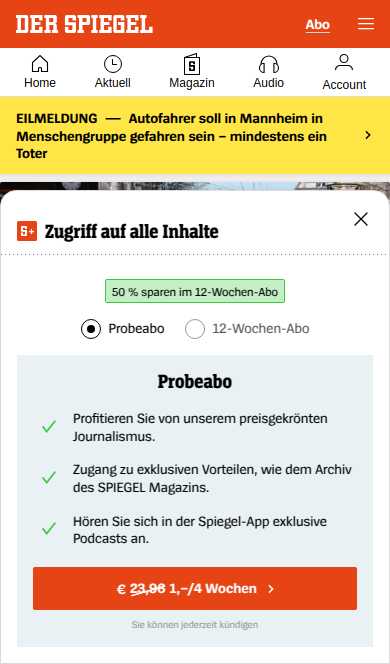 DER SPIEGEL
Abo
Home
Aktuell
Magazin
Audio
Account
EILMELDUNG — Autofahrer soll in Mannheim in
Menschengruppe gefahren sein – mindestens ein
Toter
S+ Zugriff auf alle Inhalte
50 % sparen im 12-Wochen-Abo
Probeabo
12-Wochen-Abo
Probeabo
Profitieren Sie von unserem preisgekrönten
Journalismus.
Zugang zu exklusiven Vorteilen, wie dem Archiv
des SPIEGEL Magazins.
Hören Sie sich in der Spiegel-App exklusive
Podcasts an.
€ 23,96 1,–/4 Wochen
Sie können jederzeit kündigen